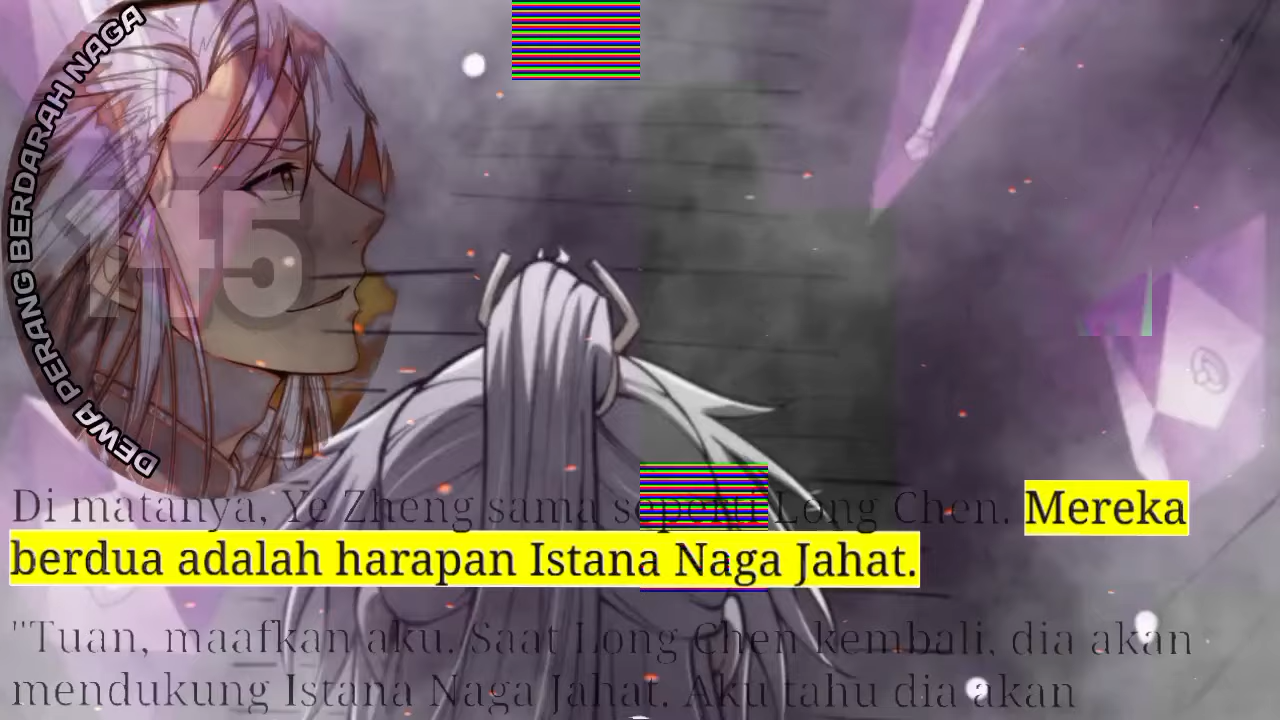 DEWA PERANG BERDARAH NAGA
145
Di matanya, Ye Zheng sama seperti Long Chen. Mereka
berdua adalah harapan Istana Naga Jahat.
"Tuan, maafkan aku. Saat Long Chen kembali, dia akan
mendukung Istana Naga Jahat. Aku tahu dia akan